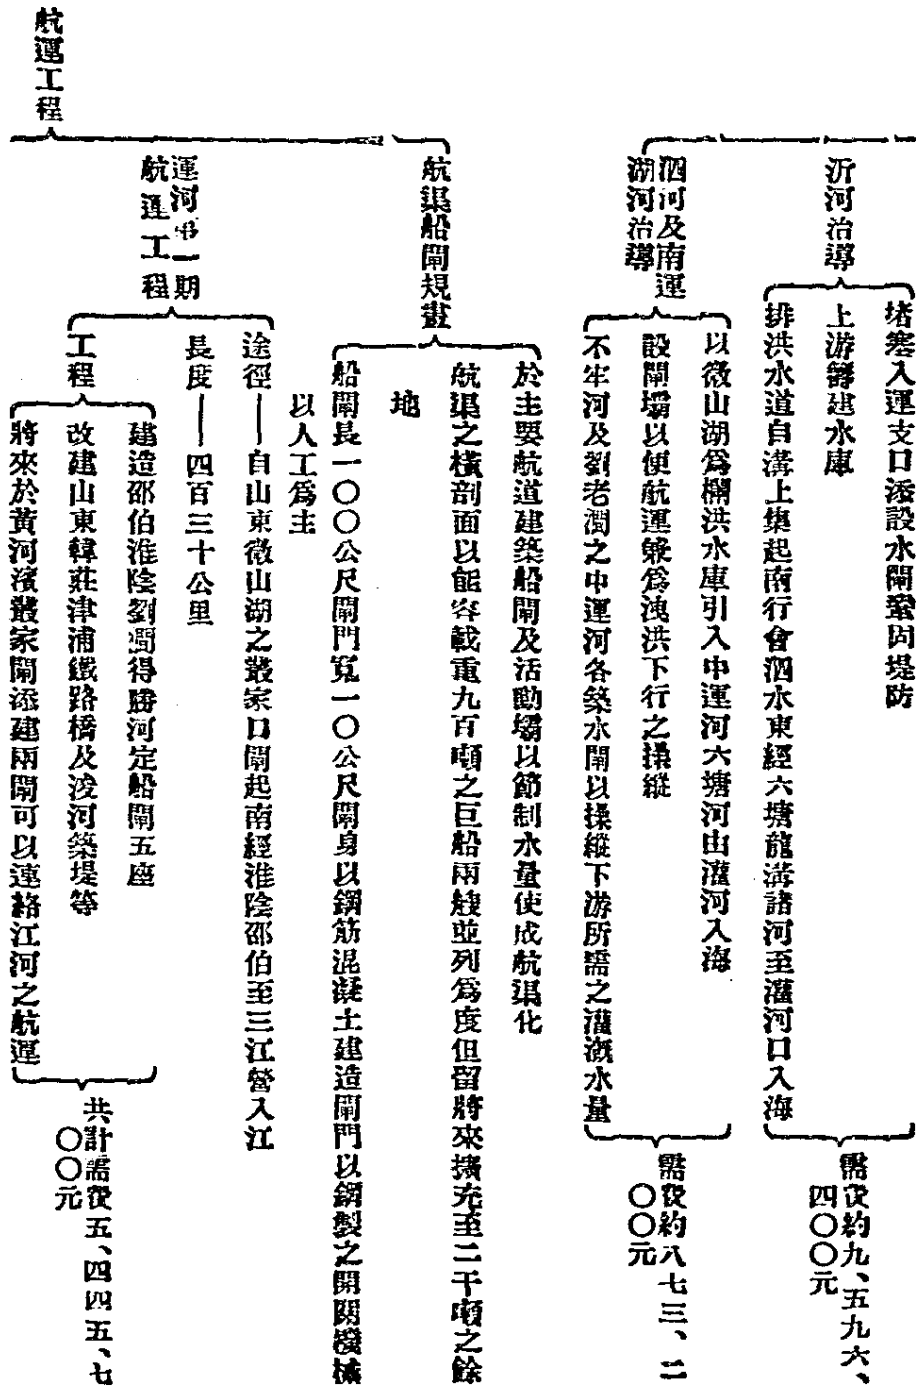 沂河治導
堵塞入運支口添設水閘鞏固堤防
上游闢建水庫
排洪水道自溝上集起南行會泗水東經六塘龍溝諸河至灌河口入海
需費約九、五九六、
四〇〇元
泗河及南運
湖河治導
以微山湖爲欄洪水庫引入中運河六塘河由灌河入海
設閘壩以便航運兼爲洩洪下行之操縱
不牢河及劉老澗之中運河各築水閘以操縱下游所需之灌漑水量
需費約八七三、二
〇〇元
航運工程
航渠船閘規畫
於主要航道建築船閘及活動壩以節制水量使成航渠化
航渠之橫剖面以能容載重九百噸之巨船兩艘並列爲度但留將來擴充至二千噸之餘
地
船閘長一〇〇公尺閘門寬一〇公尺閘身以鋼筋混凝土建造閘門以鋼製之開關機械
以人工爲主
運河第一期
航運工程
途徑——自山東微山湖之藂家口閘起南經淮陰邵伯至三江營入江
長度——四百三十公里
工程
建造邵伯淮陰劉澗得勝河定船閘五座
改建山東韓莊津浦鐵路橋及浚河築堤等
將來於黃河濱藂家閘添建兩閘可以連絡江河之航運
共計需費五、四四五、七
〇〇元